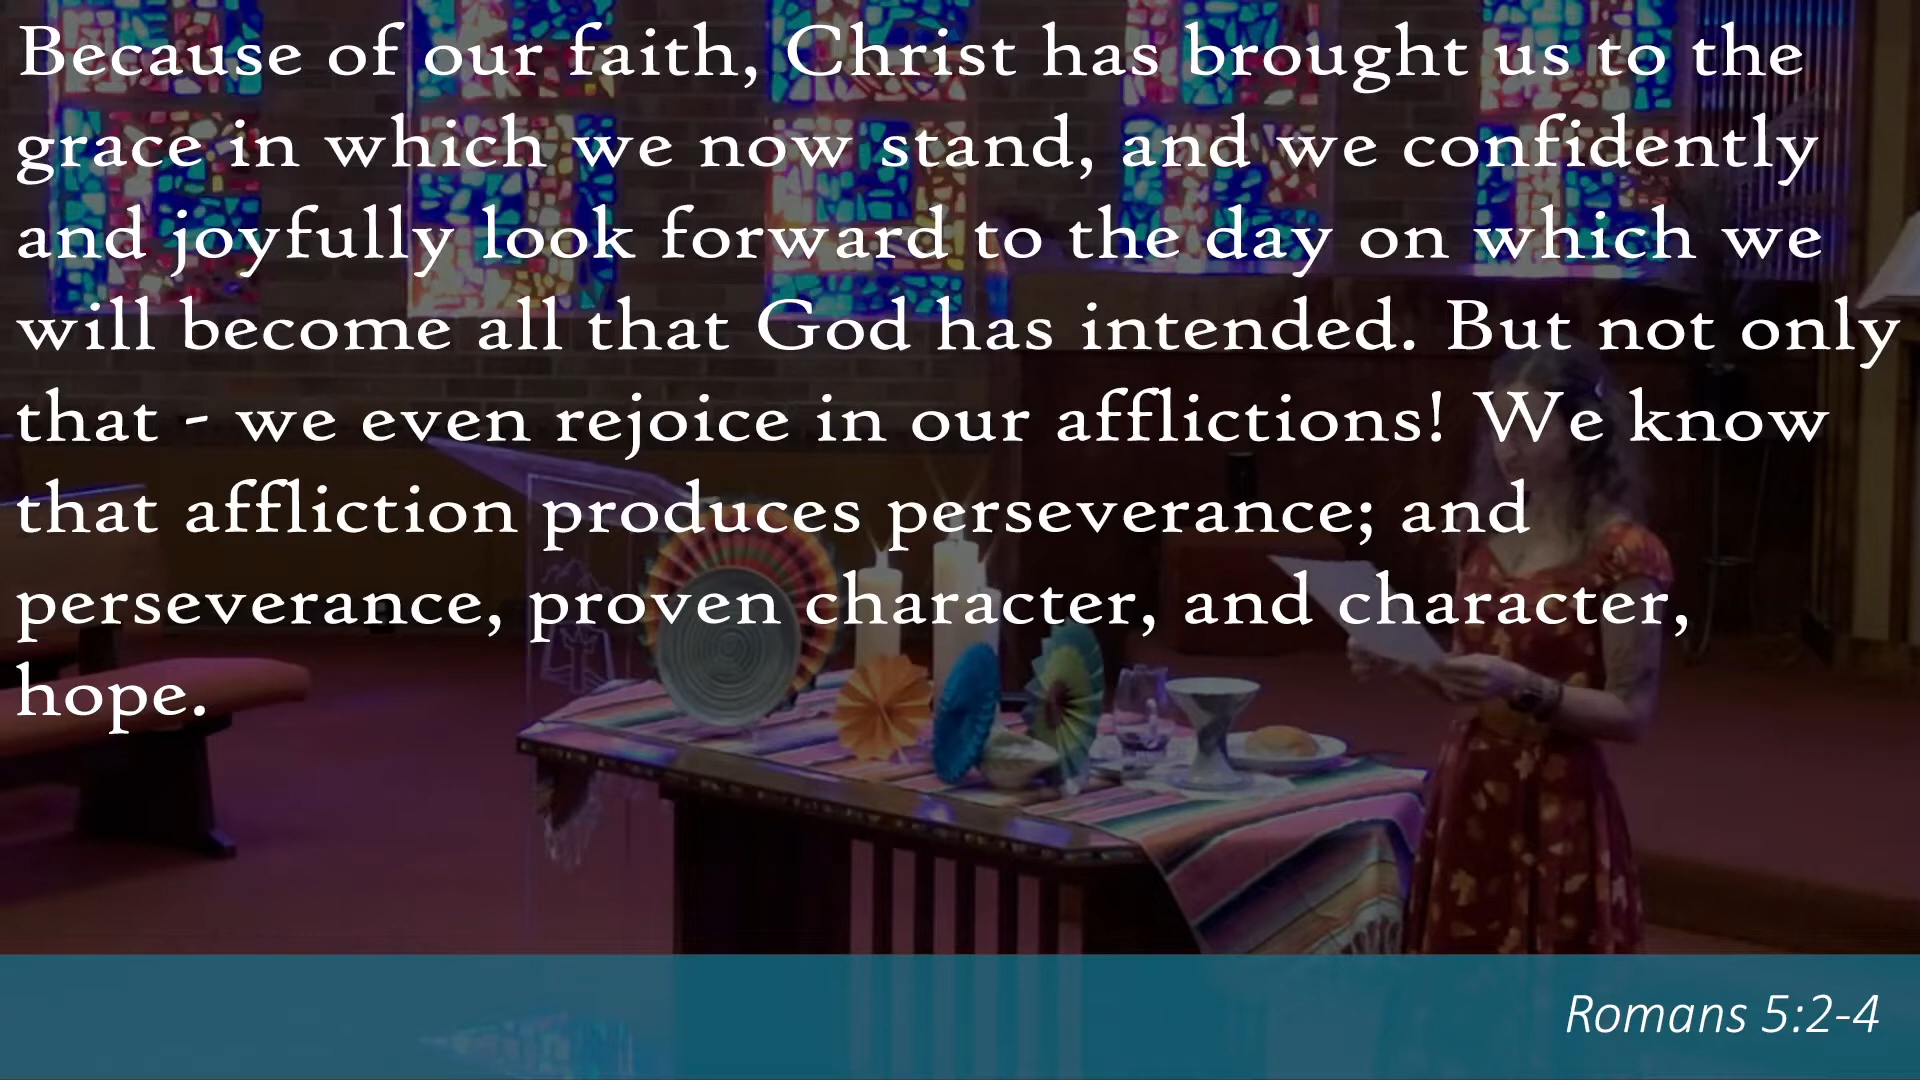 Because of our faith, Christ has brought us to the
grace in which we now stand, and we confidently
and joyfully look forward to the day on which we
will become all that God has intended. But not only
that - we even rejoice in our afflictions! We know
that affliction produces perseverance; and
perseverance, proven character, and character,
hope.
Romans 5:2-4